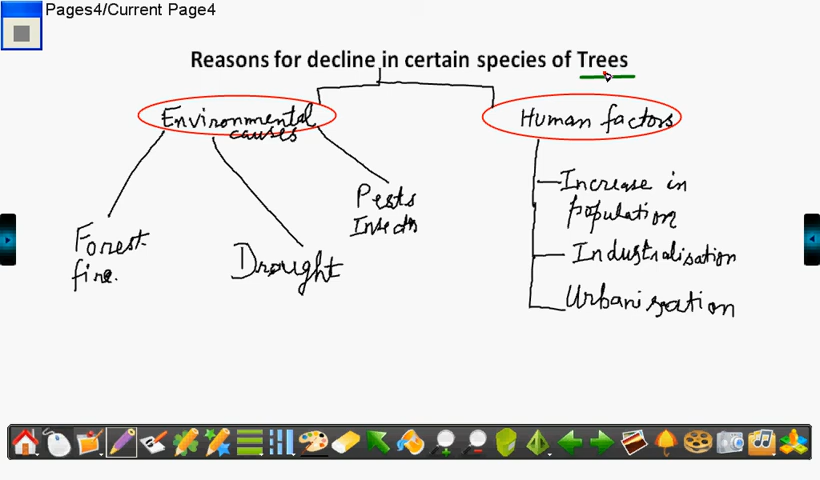 Pages4/Current Page4
Reasons for decline in certain species of Trees
Environmental
causes
Human factors
Forest
fire.
Drought
Pests
Insects
Increase in
population
Industrialisation
Urbanisation